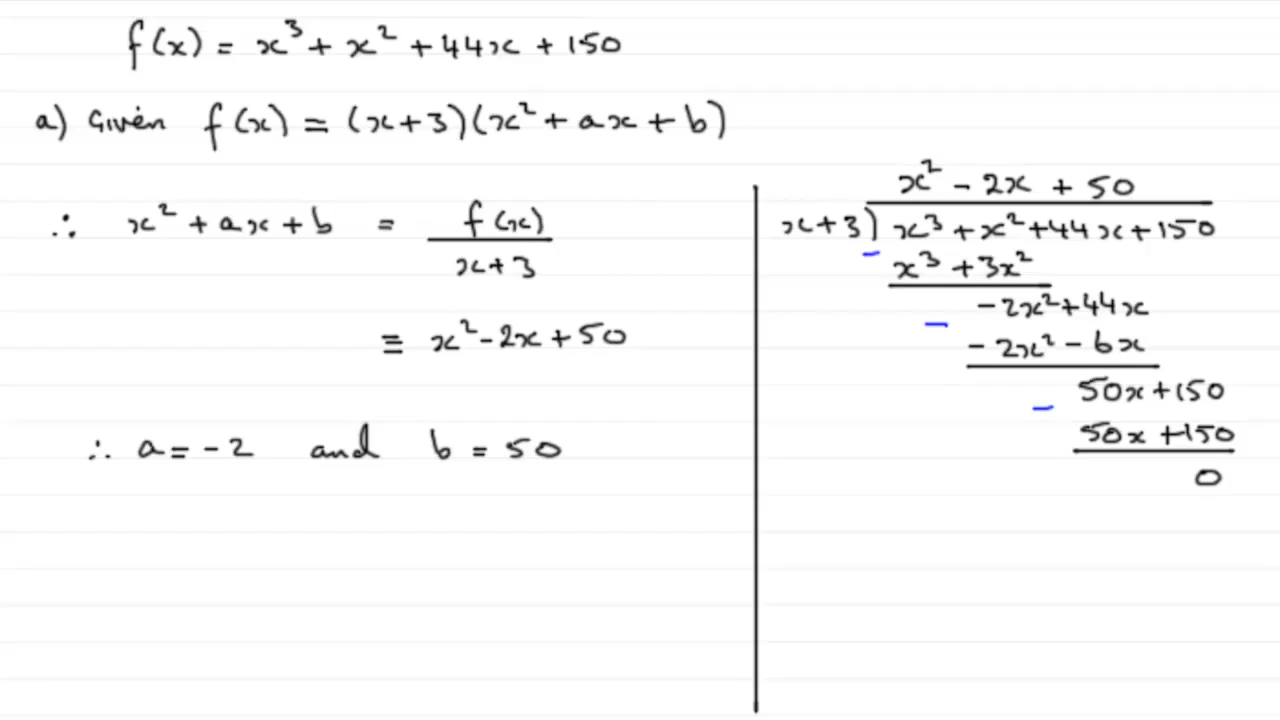 f(x) = x³ + x² + 44x + 150
a) Given f(x) = (x+3)(x² + ax + b)
∴ x² + ax + b = f(x)
x+3
≡ x² - 2x + 50
∴ a = -2 and b = 50
x² - 2x + 50
x+3) x³ + x² + 44x + 150
- x³ + 3x²
-2x² + 44x
- -2x² - 6x
50x + 150
- 50x + 150
0